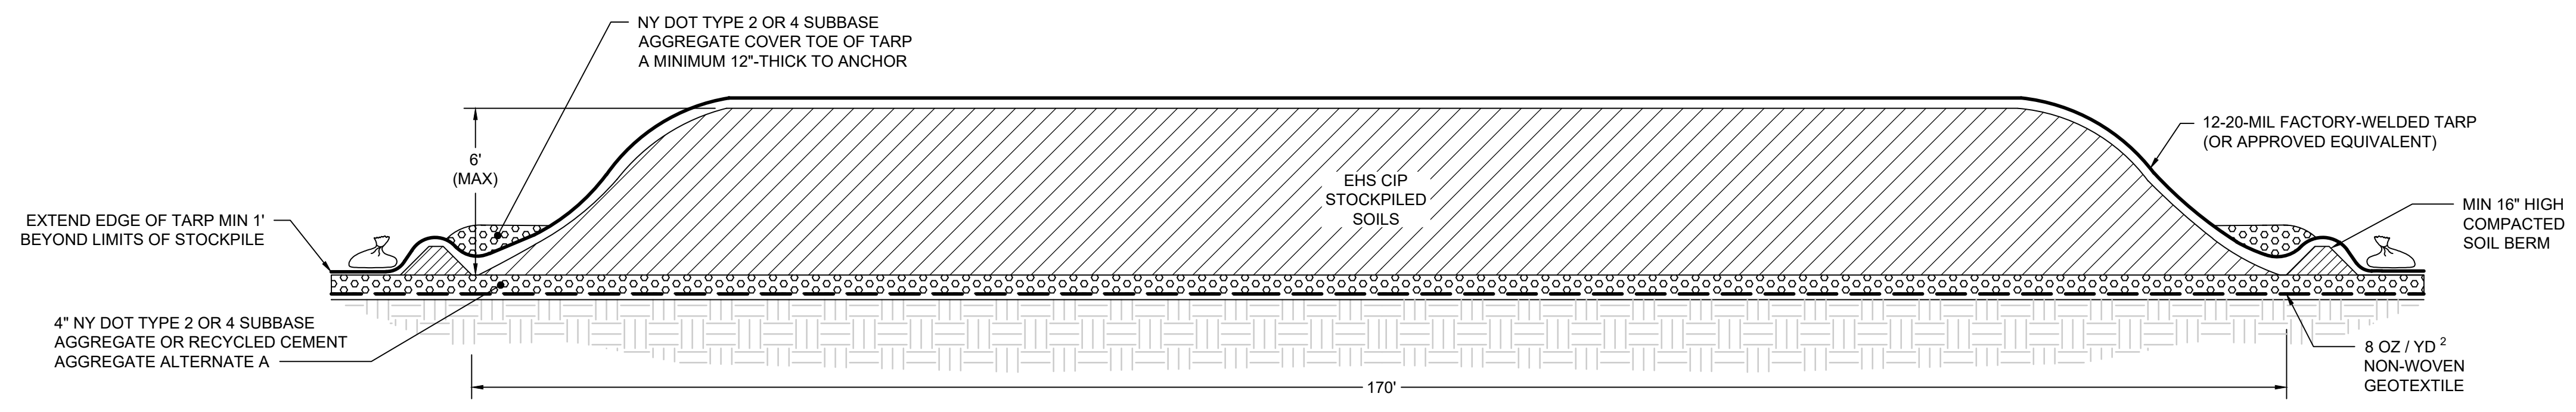 NY DOT TYPE 2 OR 4 SUBBASE
AGGREGATE COVER TOE OF TARP
A MINIMUM 12"-THICK TO ANCHOR
12-20-MIL FACTORY-WELDED TARP
(OR APPROVED EQUIVALENT)
6'
(MAX)
EHS CIP
STOCKPILED
SOILS
EXTEND EDGE OF TARP MIN 1'
BEYOND LIMITS OF STOCKPILE
MIN 16" HIGH
COMPACTED
SOIL BERM
4" NY DOT TYPE 2 OR 4 SUBBASE
AGGREGATE OR RECYCLED CEMENT
AGGREGATE ALTERNATE A
8 OZ / YD 2
NON-WOVEN
GEOTEXTILE
170'